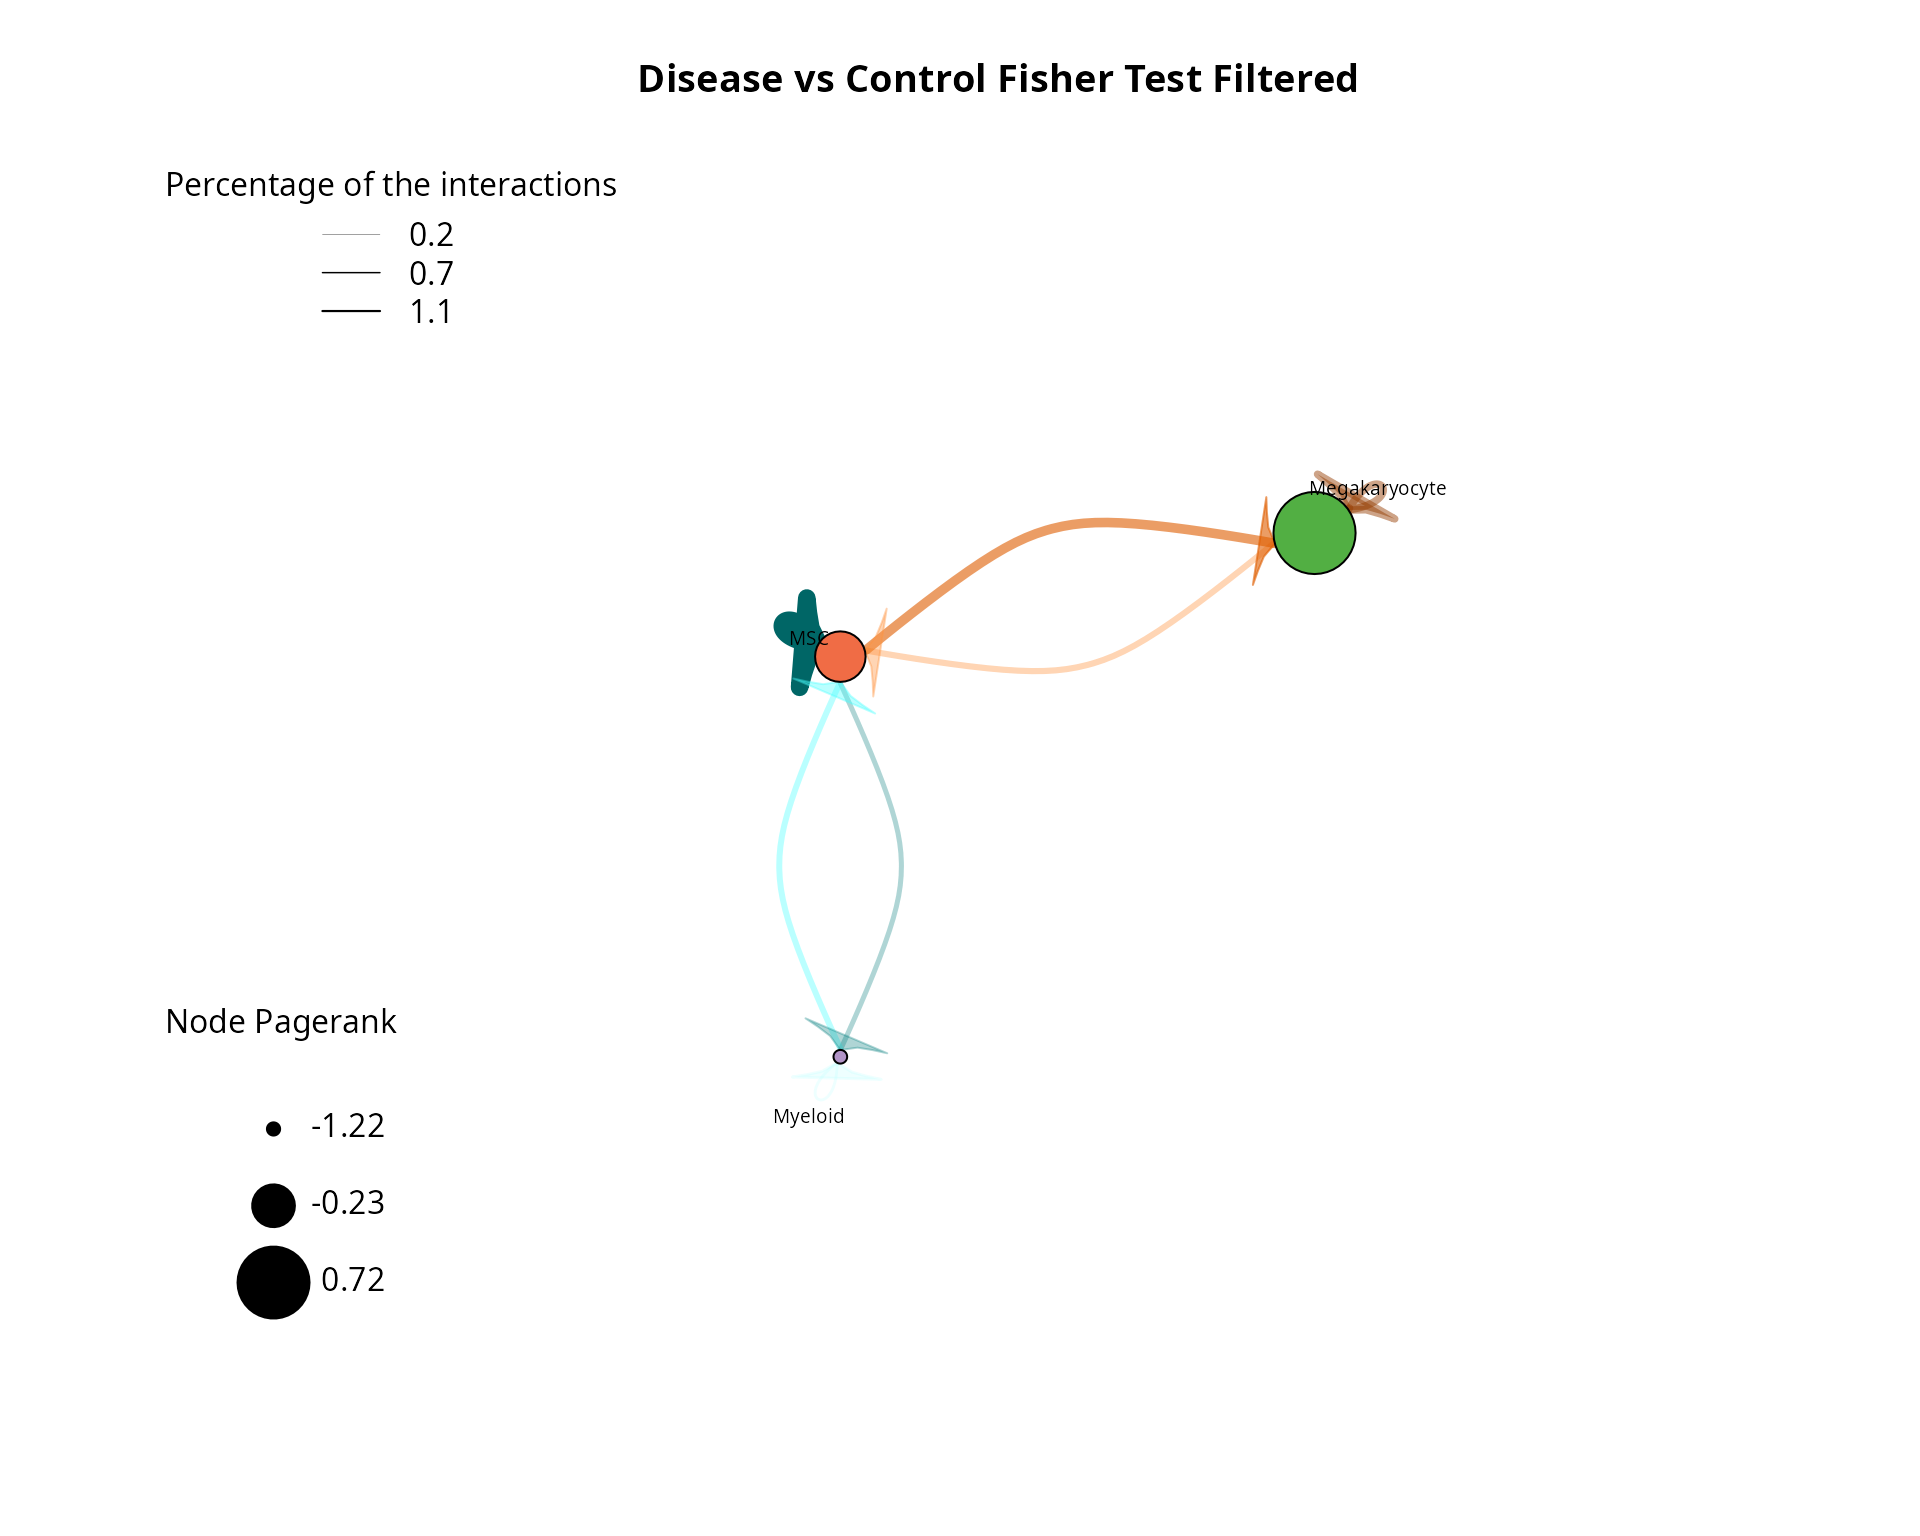 Disease vs Control Fisher Test Filtered
Percentage of the interactions
0.2
0.7
1.1
Megakaryocyte
MSC
Node Pagerank
Myeloid
-1.22
-0.23
0.72